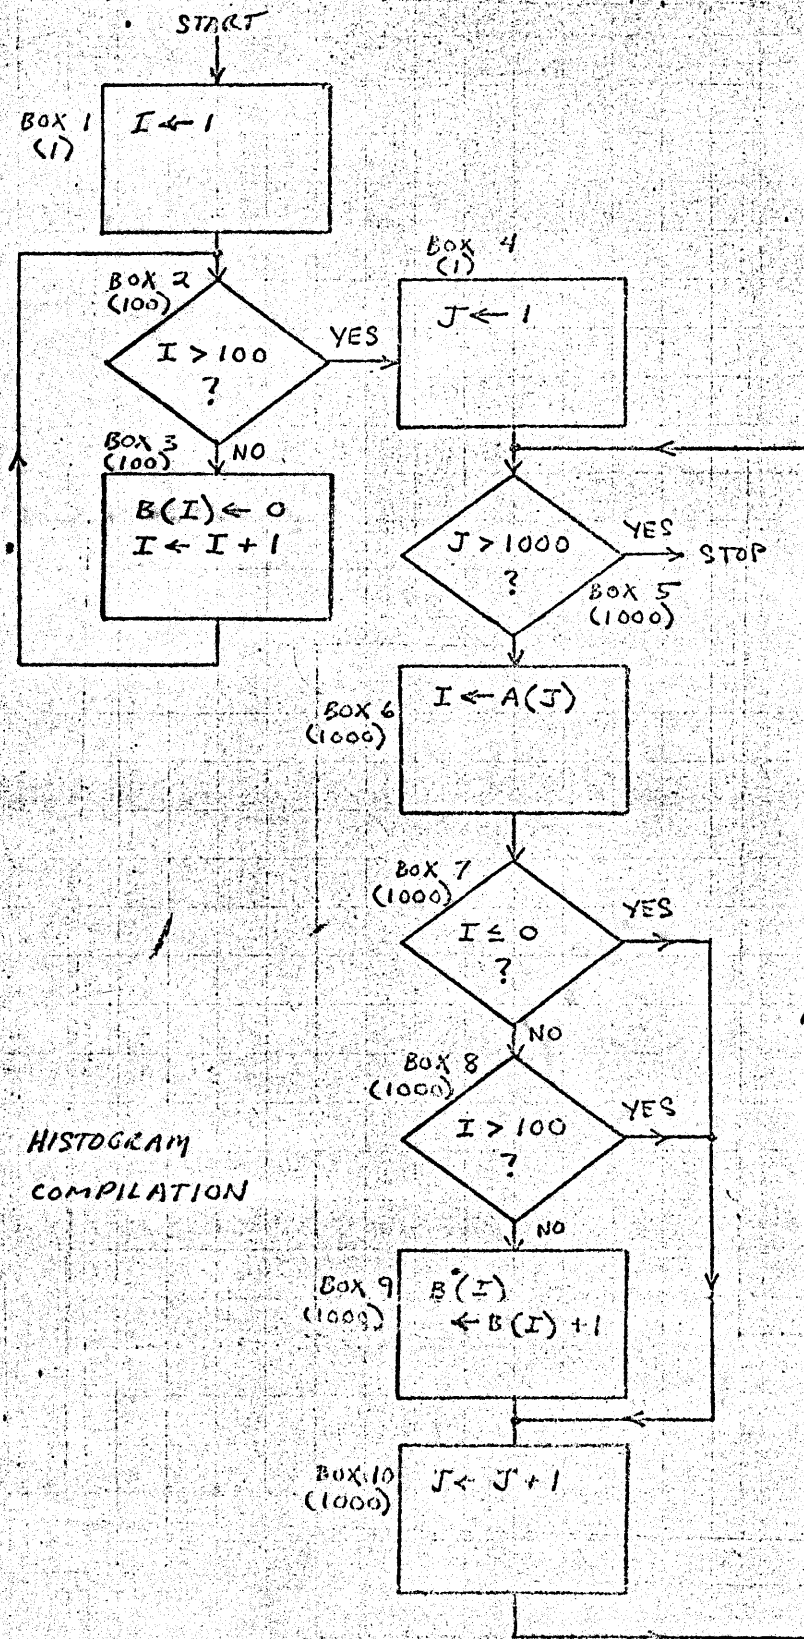 START
BOX 1
(1)
I ← 1
BOX 2
(100)
I > 100
?
YES
NO
BOX 3
(100)
B(I) ← 0
I ← I + 1
BOX 4
(1)
J ← 1
J > 1000
?
YES
STOP
BOX 5
(1000)
BOX 6
(1000)
I ← A(J)
BOX 7
(1000)
I ≤ 0
?
YES
NO
BOX 8
(1000)
I > 100
?
YES
NO
HISTOGRAM
COMPILATION
BOX 9
(1000)
B(I)
← B(I) + 1
BOX 10
(1000)
J ← J + 1